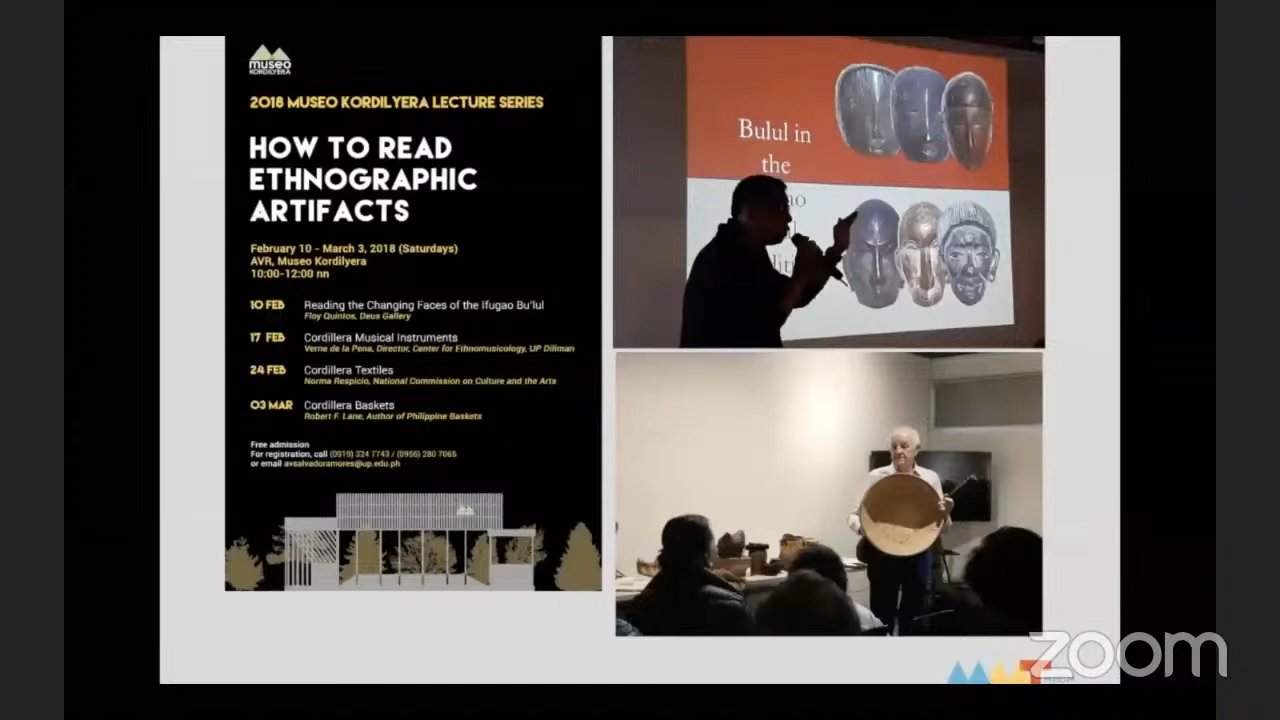 museo
KORDILYERA
2018 MUSEO KORDILYERA LECTURE SERIES
HOW TO READ
ETHNOGRAPHIC
ARTIFACTS
February 10 - March 3, 2018 (Saturdays)
AVR, Museo Kordilyera
10:00-12:00 nn
10 FEB Reading the Changing Faces of the Ifugao Bu'lul
Floy Quintos, Deus Gallery
17 FEB Cordillera Musical Instruments
Verne de la Pena, Director, Center for Ethnomusicology, UP Diliman
24 FEB Cordillera Textiles
Norma Respicio, National Commission on Culture and the Arts
03 MAR Cordillera Baskets
Robert F. Lane, Author of Philippine Baskets
Free admission
For registration, call (0919) 324 7743 / (0956) 280 7065
or email avsalvadoramores@up.edu.ph
Bulul in
the
zoom